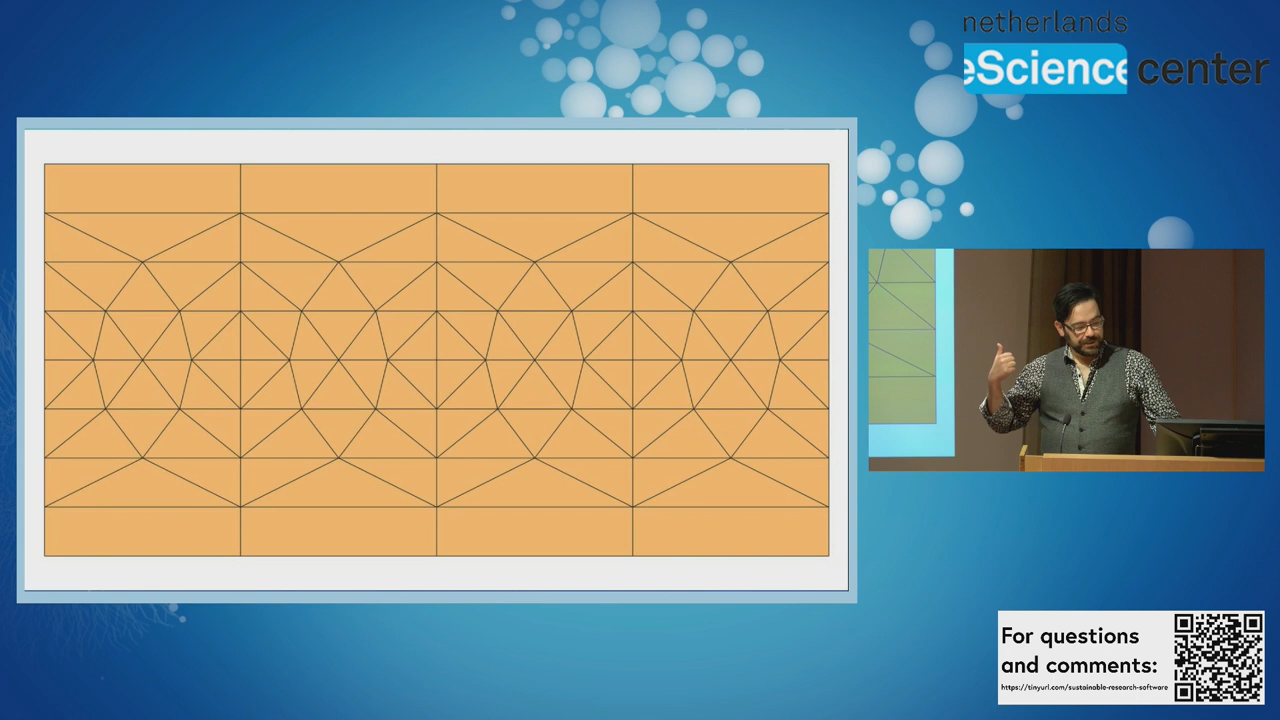 netherlands
eScience center
For questions
and comments:
https://tinyurl.com/sustainable-research-software